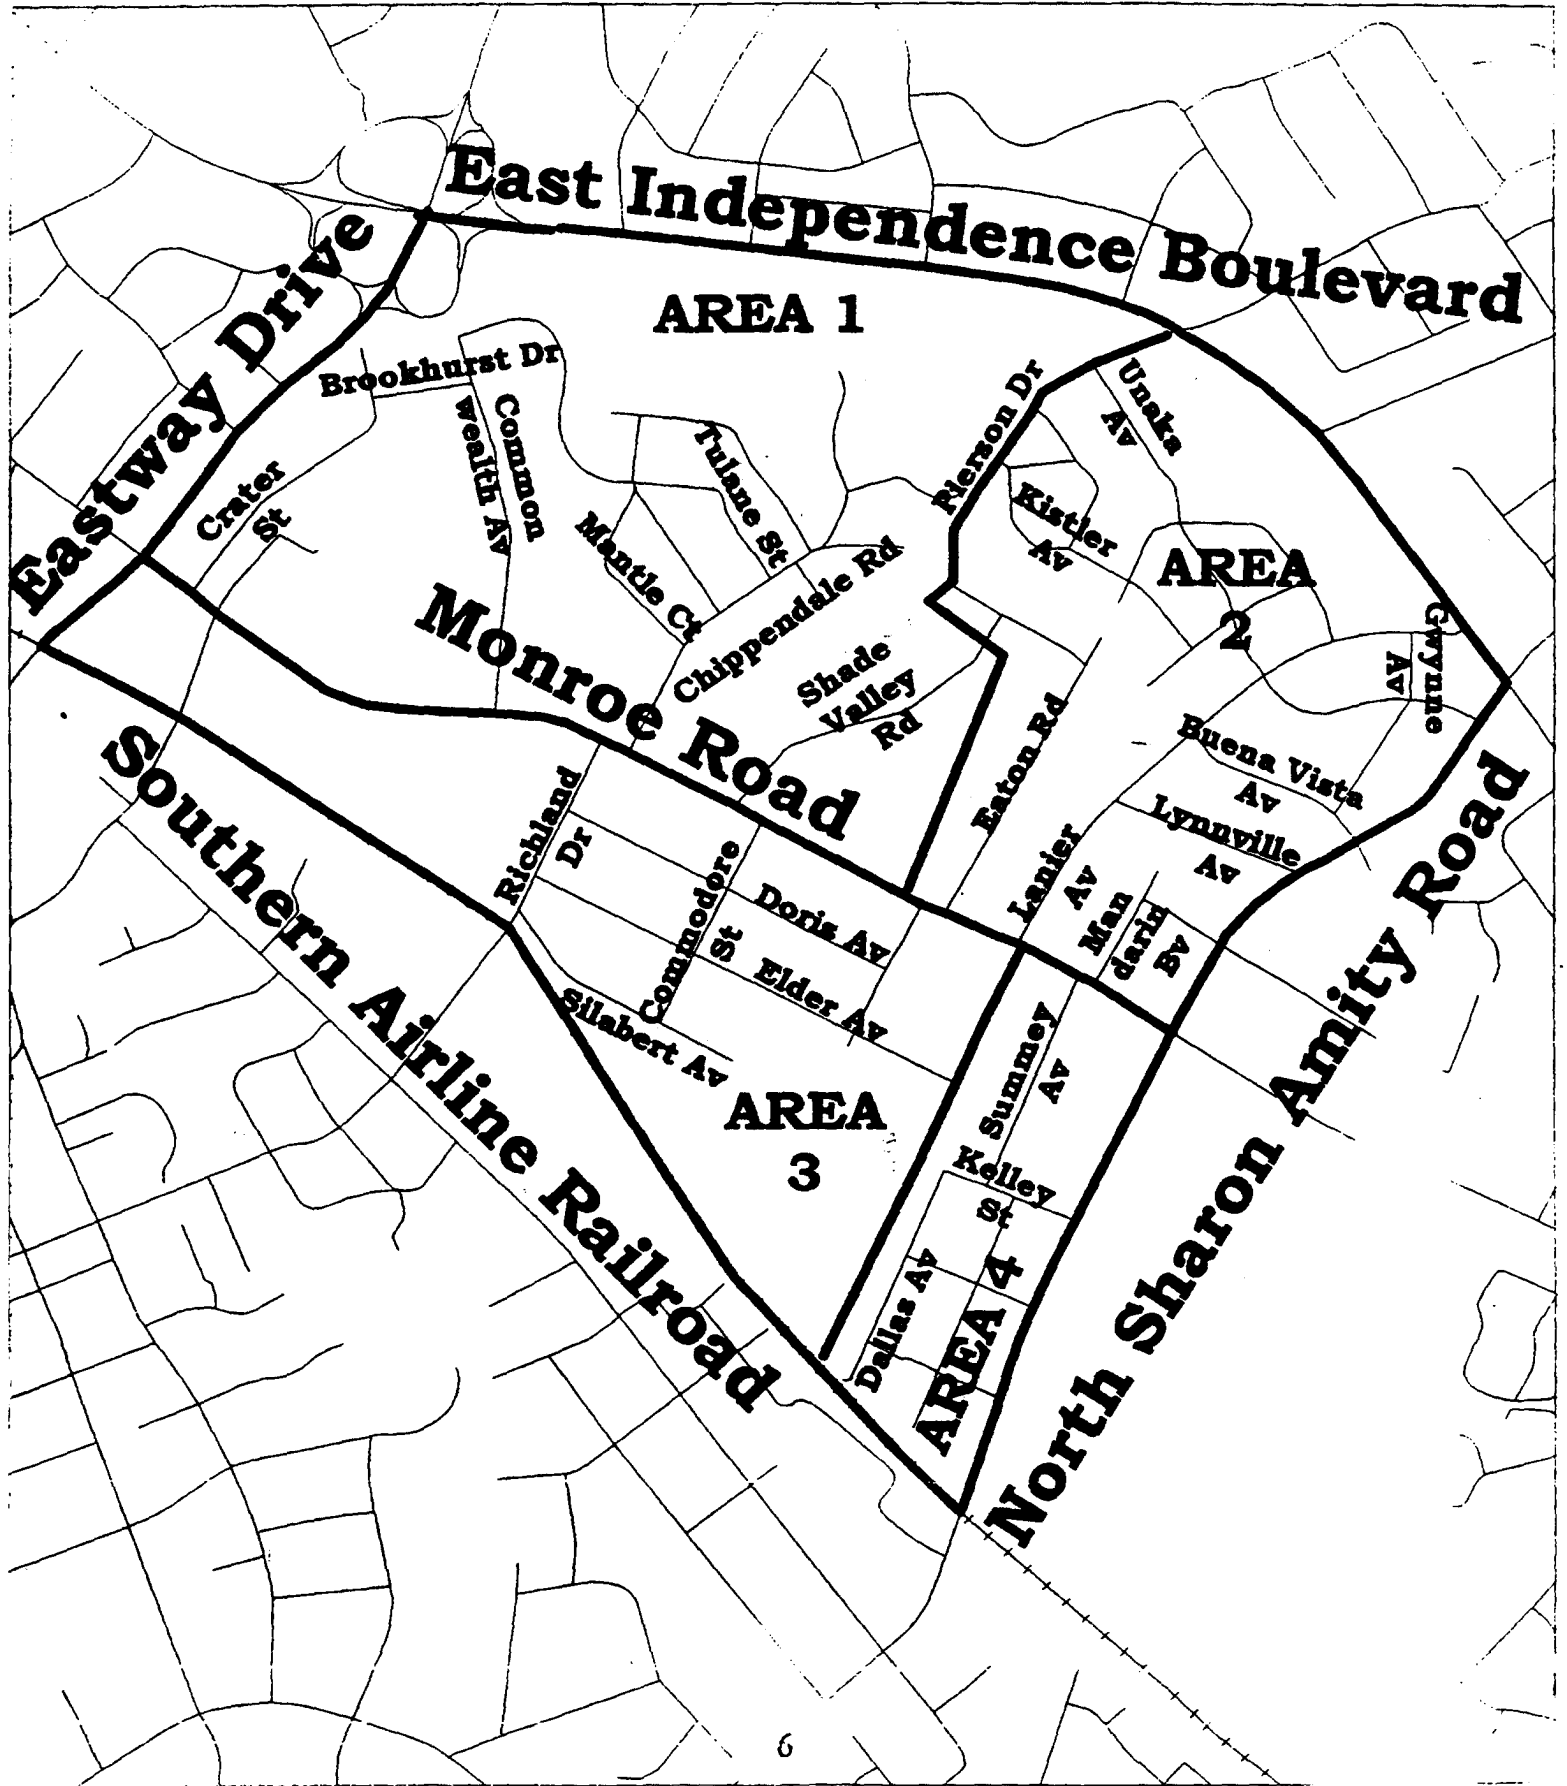 East Independence Boulevard
Eastway Drive
AREA 1
Brookhurst Dr
Common
wealth Av
Crater
St
Tulane St
Mantle Ct
Chippendale Rd
Pierson Dr
Unaka
Av
Kistler
Av
AREA
2
Gwynne
Av
Monroe Road
Shade
Valley
Rd
Eaton Rd
Buena Vista
Av
Lynnville
Av
Lanier
Av
Man
darin
Bv
Southern Airline Railroad
Richland
Dr
Commodore
St
Doris Av
Elder Av
Silabert Av
AREA
3
Summey
Av
Kelley
St
Dallas Av
AREA 4
North Sharon Amity Road
6